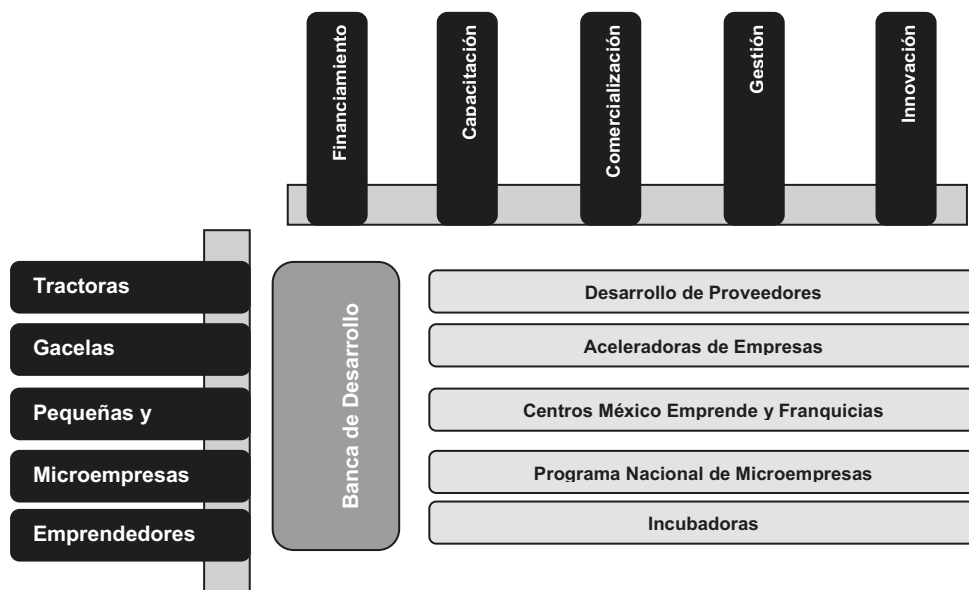 Financiamiento
Capacitación
Comercialización
Gestión
Innovación
Tractoras
Gacelas
Pequeñas y
Microempresas
Emprendedores
Banca de Desarrollo
Desarrollo de Proveedores
Aceleradoras de Empresas
Centros México Emprende y Franquicias
Programa Nacional de Microempresas
Incubadoras